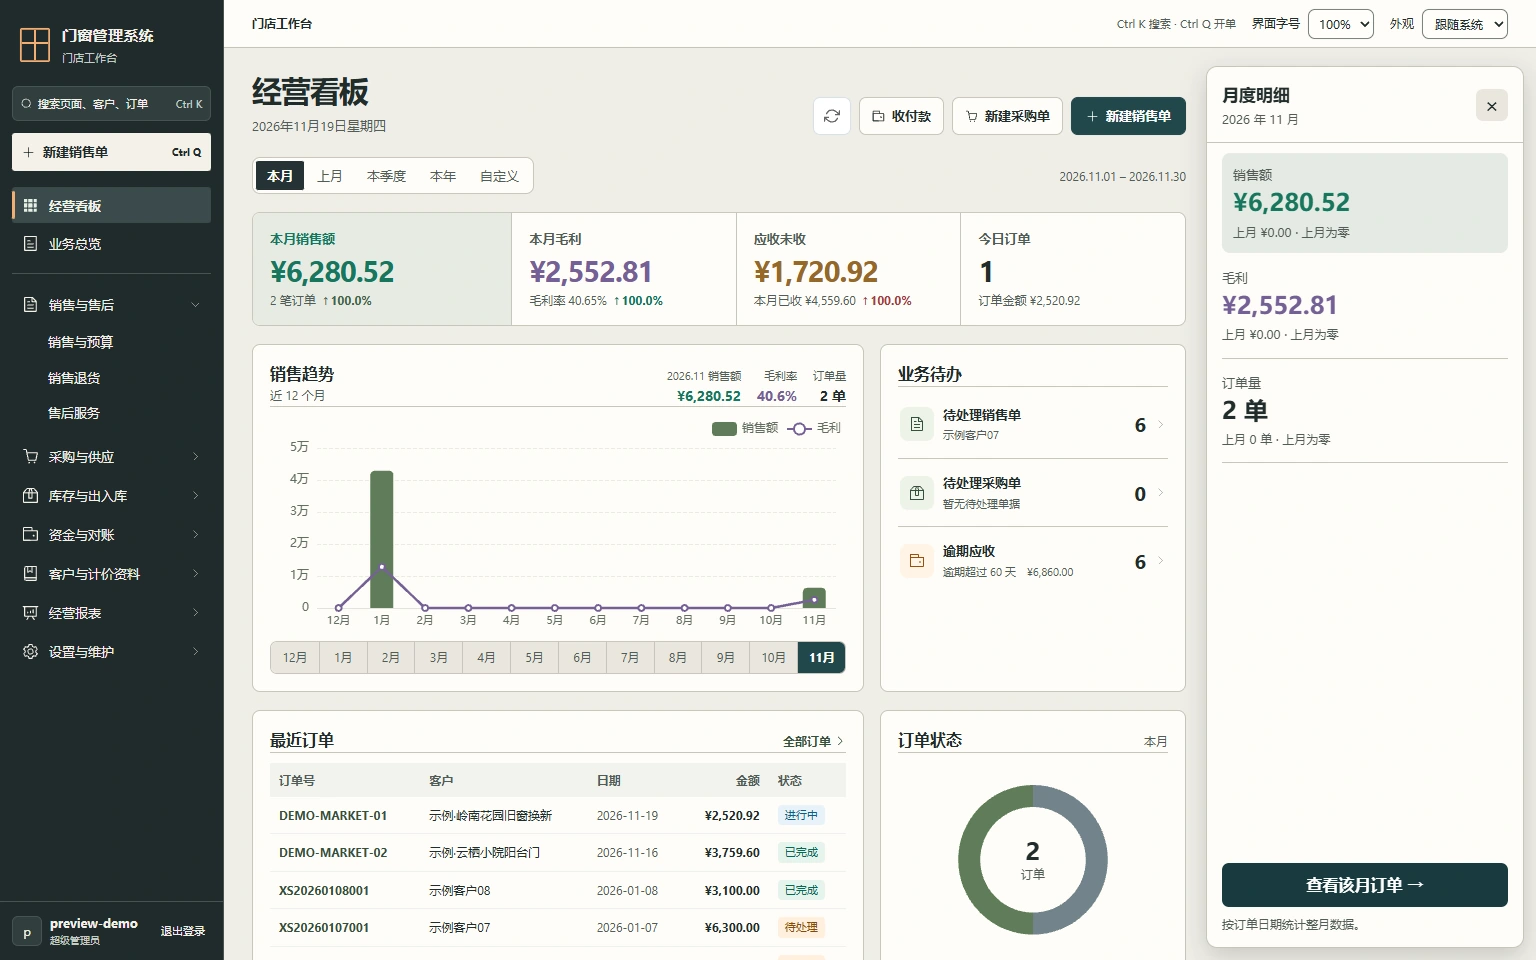 门窗管理系统
门店工作台
搜索页面、客户、订单 Ctrl K
新建销售单 Ctrl Q
经营看板
业务总览
销售与售后
销售与预算
销售退货
售后服务
采购与供应
库存与出入库
资金与对账
客户与计价资料
经营报表
设置与维护
p
preview-demo
超级管理员
退出登录
门店工作台
Ctrl K 搜索 · Ctrl Q 开单 界面字号 100% 外观 跟随系统
经营看板
2026年11月19日星期四
收付款 新建采购单 新建销售单
本月 上月 本季度 本年 自定义
2026.11.01 – 2026.11.30
本月销售额
¥6,280.52
2 笔订单 ↑100.0%
本月毛利
¥2,552.81
毛利率 40.65% ↑100.0%
应收未收
¥1,720.92
本月已收 ¥4,559.60 ↑100.0%
今日订单
1
订单金额 ¥2,520.92
销售趋势
近 12 个月
2026.11 销售额 毛利率 订单量
¥6,280.52 40.6% 2 单
销售额 毛利
5万
4万
3万
2万
1万
0
12月 1月 2月 3月 4月 5月 6月 7月 8月 9月 10月 11月
12月 1月 2月 3月 4月 5月 6月 7月 8月 9月 10月 11月
业务待办
待处理销售单
示例客户07
6
待处理采购单
暂无待处理单据
0
逾期应收
逾期超过 60 天 ¥6,860.00
6
最近订单
全部订单
订单号 客户 日期 金额 状态
DEMO-MARKET-01 示例·岭南花园旧窗换新 2026-11-19 ¥2,520.92 进行中
DEMO-MARKET-02 示例·云栖小院阳台门 2026-11-16 ¥3,759.60 已完成
XS20260108001 示例客户08 2026-01-08 ¥3,100.00 已完成
XS20260107001 示例客户07 2026-01-07 ¥6,300.00 待处理
订单状态
本月
2
订单
月度明细
2026 年 11 月
销售额
¥6,280.52
上月 ¥0.00 · 上月为零
毛利
¥2,552.81
上月 ¥0.00 · 上月为零
订单量
2 单
上月 0 单 · 上月为零
查看该月订单 →
按订单日期统计整月数据。